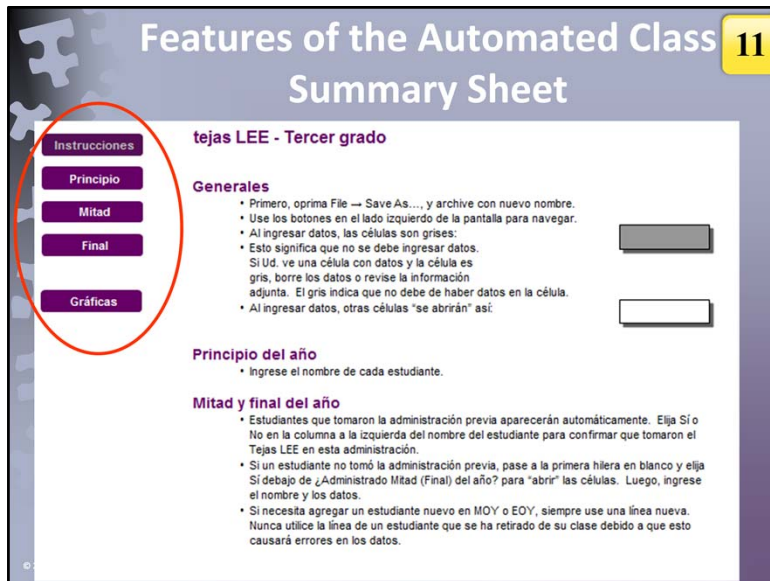 Features of the Automated Class
Summary Sheet
11
Instrucciones
Principio
Mitad
Final
Gráficas
tejas LEE - Tercer grado
Generales
• Primero, oprima File → Save As..., y archive con nuevo nombre.
• Use los botones en el lado izquierdo de la pantalla para navegar.
• Al ingresar datos, las células son grises:
• Esto significa que no se debe ingresar datos.
Si Ud. ve una célula con datos y la célula es
gris, borre los datos o revise la información
adjunta. El gris indica que no debe de haber datos en la célula.
• Al ingresar datos, otras células "se abrirán" así:
Principio del año
• Ingrese el nombre de cada estudiante.
Mitad y final del año
• Estudiantes que tomaron la administración previa aparecerán automáticamente. Elija Sí o
No en la columna a la izquierda del nombre del estudiante para confirmar que tomaron el
Tejas LEE en esta administración.
• Si un estudiante no tomó la administración previa, pase a la primera hilera en blanco y elija
Sí debajo de ¿Administrado Mitad (Final) del año? para "abrir" las células. Luego, ingrese
el nombre y los datos.
• Si necesita agregar un estudiante nuevo en MOY o EOY, siempre use una línea nueva.
Nunca utilice la línea de un estudiante que se ha retirado de su clase debido a que esto
causará errores en los datos.
©